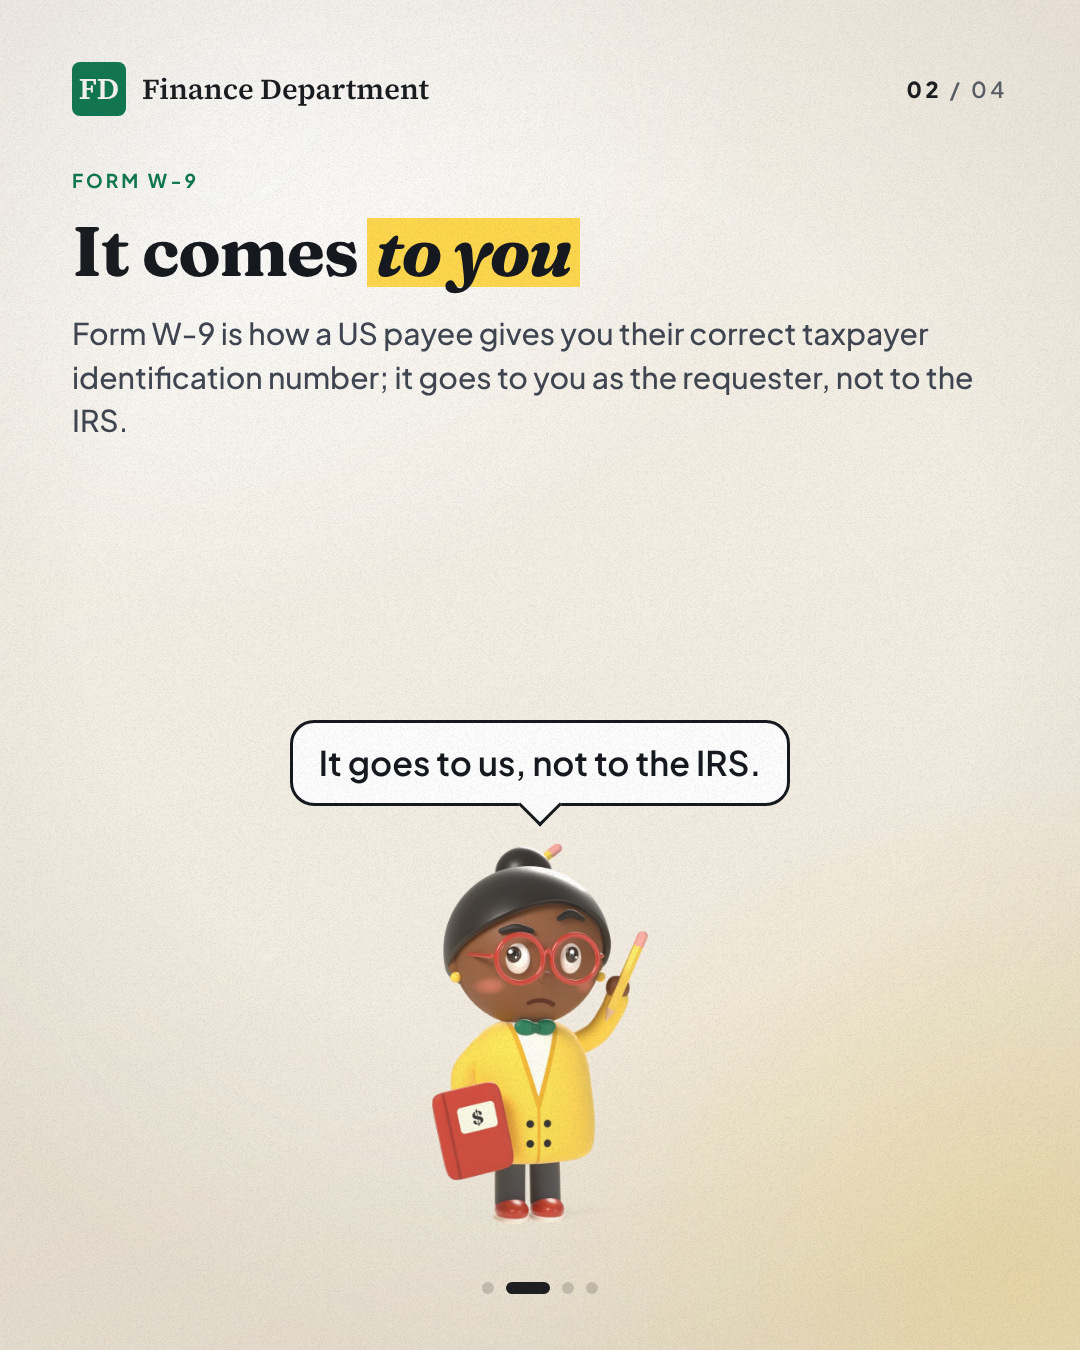 FD Finance Department
02 / 04
FORM W-9
It comes to you
Form W-9 is how a US payee gives you their correct taxpayer
identification number; it goes to you as the requester, not to the
IRS.
It goes to us, not to the IRS.
$